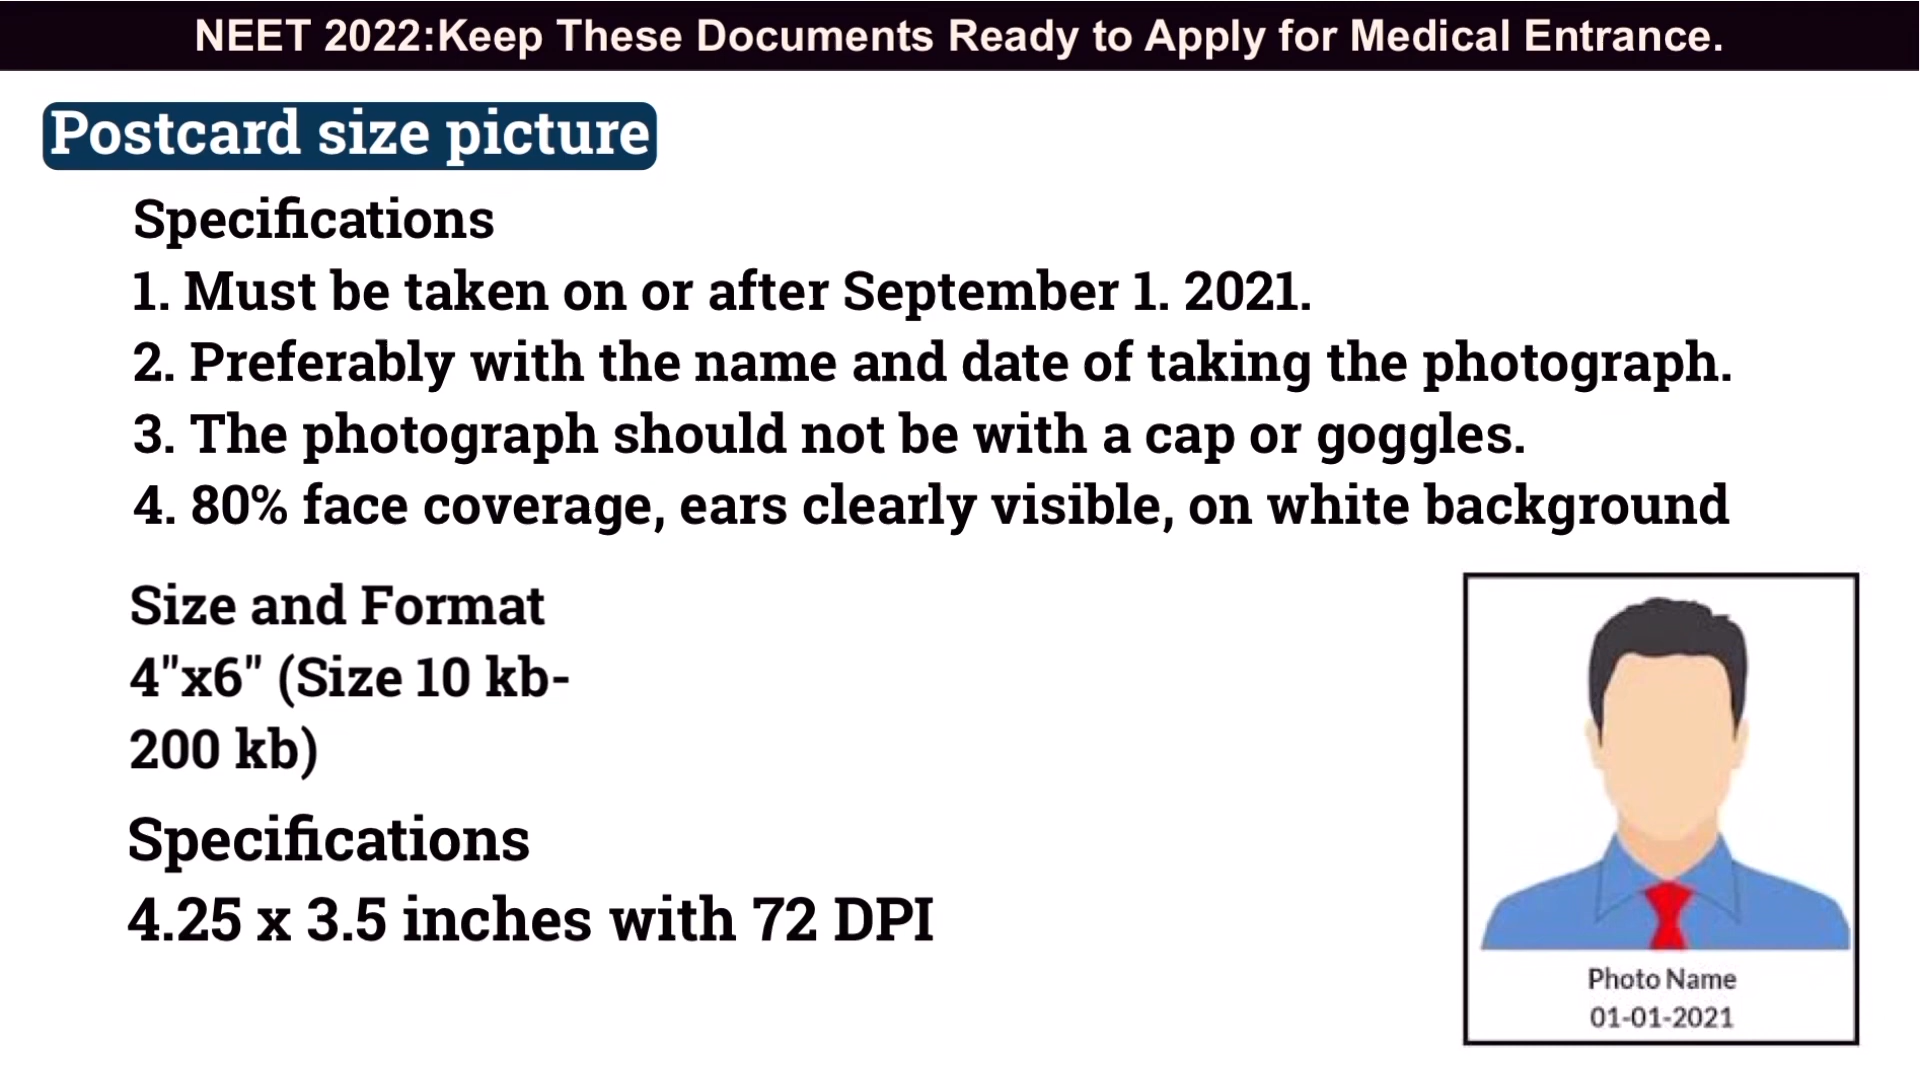 NEET 2022:Keep These Documents Ready to Apply for Medical Entrance.
Postcard size picture
Specifications
1. Must be taken on or after September 1. 2021.
2. Preferably with the name and date of taking the photograph.
3. The photograph should not be with a cap or goggles.
4. 80% face coverage, ears clearly visible, on white background
Size and Format
4"x6" (Size 10 kb-
200 kb)
Specifications
4.25 x 3.5 inches with 72 DPI
Photo Name
01-01-2021